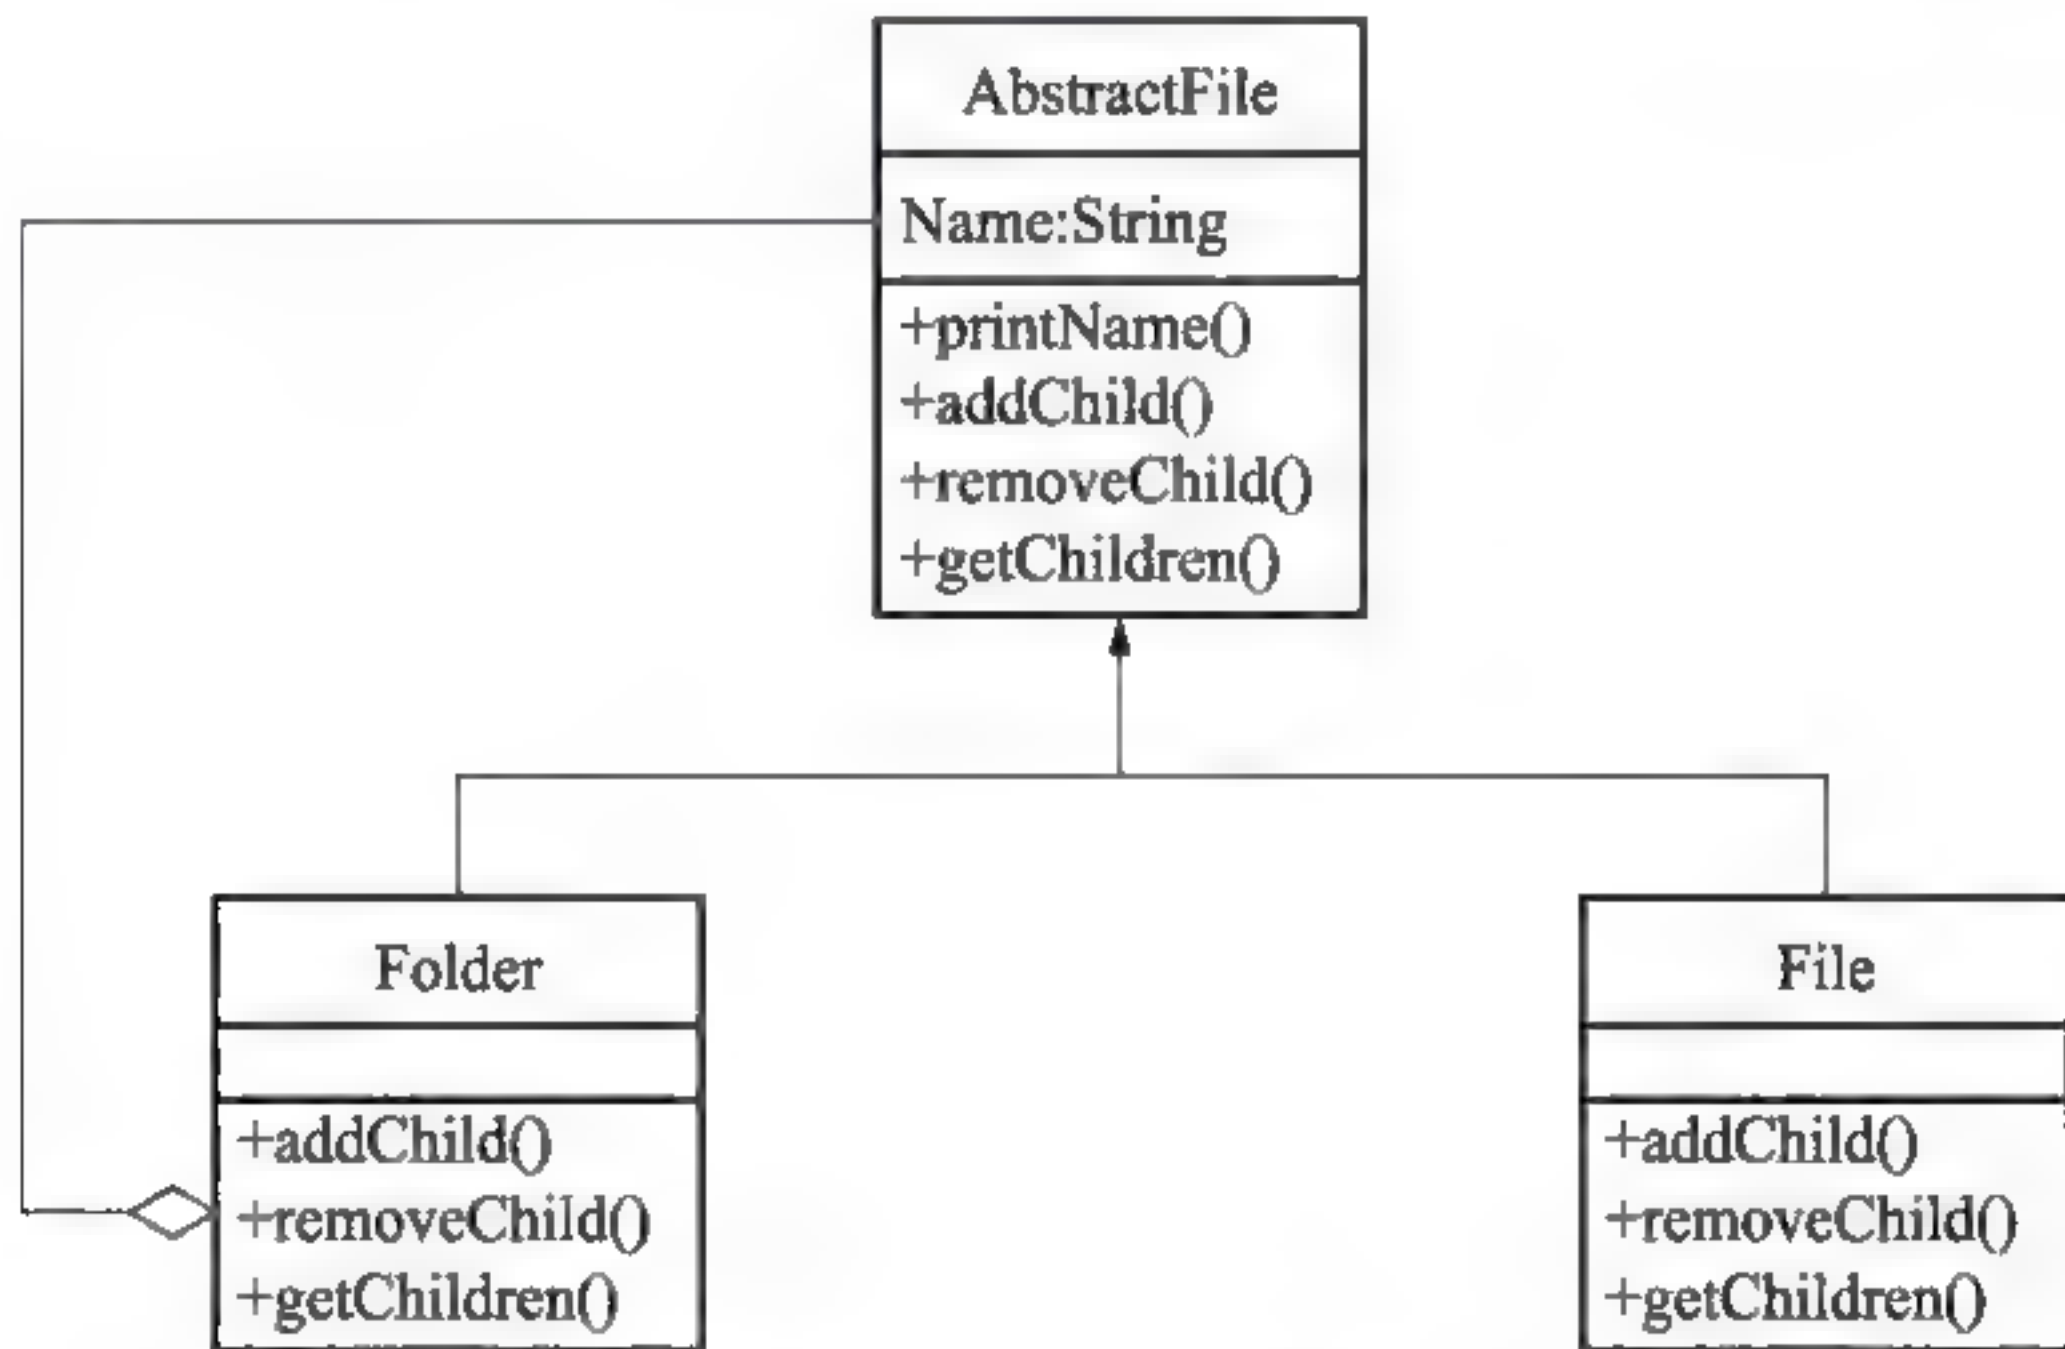 AbstractFile
Name:String
+printName()
+addChild()
+removeChild()
+getChildren()
Folder
+addChild()
+removeChild()
+getChildren()
File
+addChild()
+removeChild()
+getChildren()